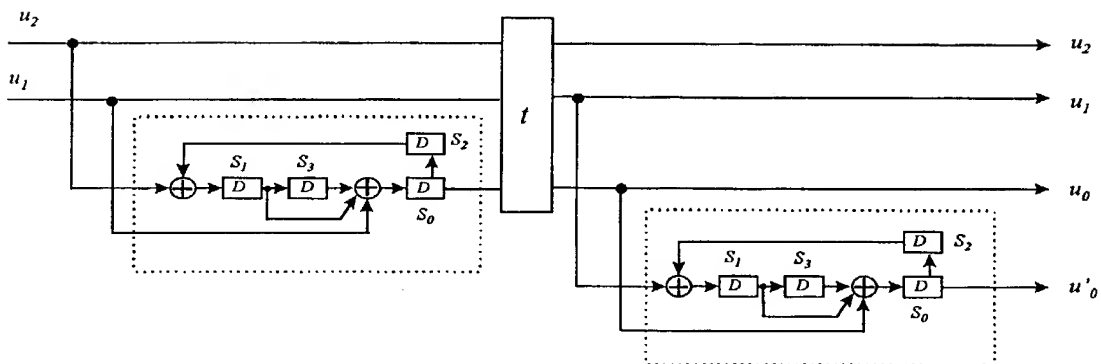 u2 u2
u1 u1
t
D S2
S1 S3
D D D
S0 u0
D S2
S1 S3
D D D u'0
S0